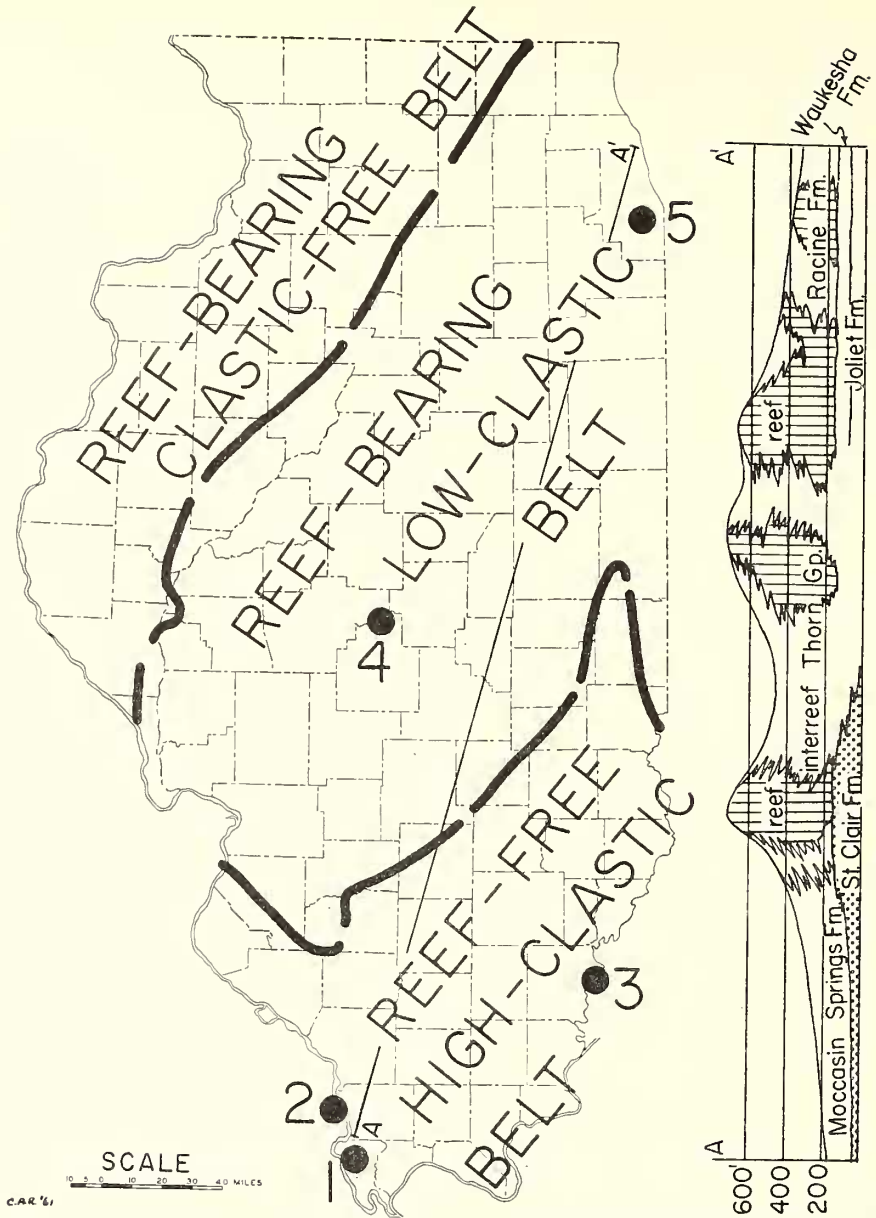 REEF-BEARING
CLASTIC-FREE BELT
REEF-BEARING
LOW-CLASTIC
BELT
REEF-FREE
HIGH-CLASTIC
BELT
A'
5
4
3
2
A
1
SCALE
10 5 0 10 20 30 40 MILES
C.A.R. '61
A'
Waukesha
Fm.
Racine Fm.
Joliet Fm.
reef
interreef Thorn Gp.
reef
St. Clair Fm.
Moccasin Springs Fm.
A
600'
400
200